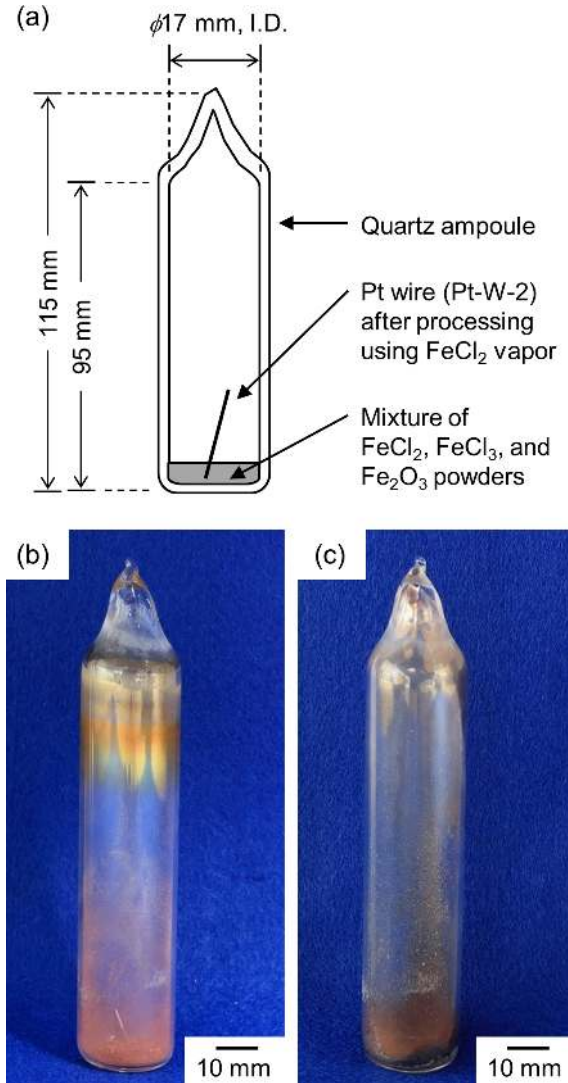 (a)
ϕ17 mm, I.D.
115 mm
95 mm
Quartz ampoule
Pt wire (Pt-W-2)
after processing
using FeCl₂ vapor
Mixture of
FeCl₂, FeCl₃, and
Fe₂O₃ powders
(b)
10 mm
(c)
10 mm